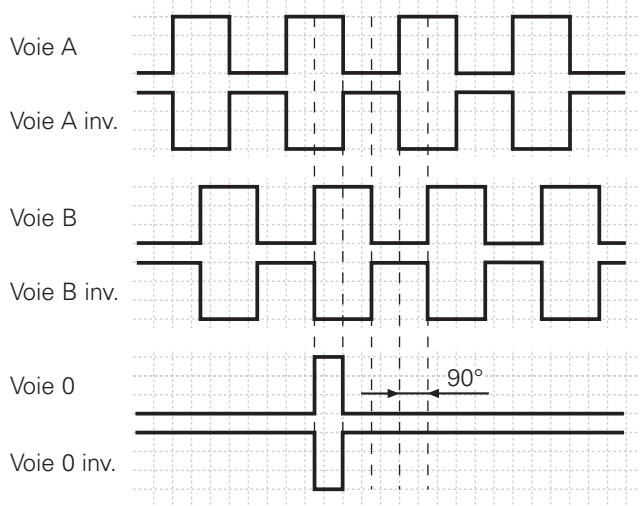 Voie A
Voie A inv.
Voie B
Voie B inv.
Voie 0
90°
Voie 0 inv.